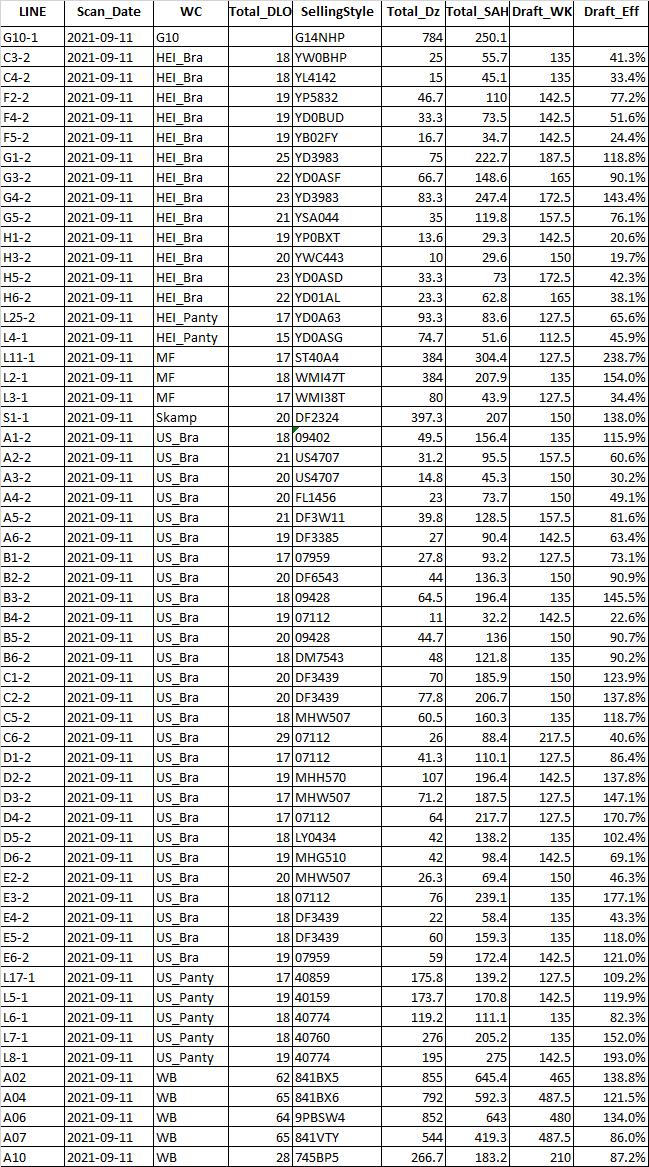 LINE Scan_Date WC Total_DLO SellingStyle Total_Dz Total_SAH Draft_WK Draft_Eff
G10-1 2021-09-11 G10 G14NHP 784 250.1
C3-2 2021-09-11 HEI_Bra 18 YW0BHP 25 55.7 135 41.3%
C4-2 2021-09-11 HEI_Bra 18 YL4142 15 45.1 135 33.4%
F2-2 2021-09-11 HEI_Bra 19 YP5832 46.7 110 142.5 77.2%
F4-2 2021-09-11 HEI_Bra 19 YD0BUD 33.3 73.5 142.5 51.6%
F5-2 2021-09-11 HEI_Bra 19 YB02FY 16.7 34.7 142.5 24.4%
G1-2 2021-09-11 HEI_Bra 25 YD3983 75 222.7 187.5 118.8%
G3-2 2021-09-11 HEI_Bra 22 YD0ASF 66.7 148.6 165 90.1%
G4-2 2021-09-11 HEI_Bra 23 YD3983 83.3 247.4 172.5 143.4%
G5-2 2021-09-11 HEI_Bra 21 YSA044 35 119.8 157.5 76.1%
H1-2 2021-09-11 HEI_Bra 19 YP0BXT 13.6 29.3 142.5 20.6%
H3-2 2021-09-11 HEI_Bra 20 YWC443 10 29.6 150 19.7%
H5-2 2021-09-11 HEI_Bra 23 YD0ASD 33.3 73 172.5 42.3%
H6-2 2021-09-11 HEI_Bra 22 YD01AL 23.3 62.8 165 38.1%
L25-2 2021-09-11 HEI_Panty 17 YD0A63 93.3 83.6 127.5 65.6%
L4-1 2021-09-11 HEI_Panty 15 YD0ASG 74.7 51.6 112.5 45.9%
L11-1 2021-09-11 MF 17 ST40A4 384 304.4 127.5 238.7%
L2-1 2021-09-11 MF 18 WMI47T 384 207.9 135 154.0%
L3-1 2021-09-11 MF 17 WMI38T 80 43.9 127.5 34.4%
S1-1 2021-09-11 Skamp 20 DF2324 397.3 207 150 138.0%
A1-2 2021-09-11 US_Bra 18 09402 49.5 156.4 135 115.9%
A2-2 2021-09-11 US_Bra 21 US4707 31.2 95.5 157.5 60.6%
A3-2 2021-09-11 US_Bra 20 US4707 14.8 45.3 150 30.2%
A4-2 2021-09-11 US_Bra 20 FL1456 23 73.7 150 49.1%
A5-2 2021-09-11 US_Bra 21 DF3W11 39.8 128.5 157.5 81.6%
A6-2 2021-09-11 US_Bra 19 DF3385 27 90.4 142.5 63.4%
B1-2 2021-09-11 US_Bra 17 07959 27.8 93.2 127.5 73.1%
B2-2 2021-09-11 US_Bra 20 DF6543 44 136.3 150 90.9%
B3-2 2021-09-11 US_Bra 18 09428 64.5 196.4 135 145.5%
B4-2 2021-09-11 US_Bra 19 07112 11 32.2 142.5 22.6%
B5-2 2021-09-11 US_Bra 20 09428 44.7 136 150 90.7%
B6-2 2021-09-11 US_Bra 18 DM7543 48 121.8 135 90.2%
C1-2 2021-09-11 US_Bra 20 DF3439 70 185.9 150 123.9%
C2-2 2021-09-11 US_Bra 20 DF3439 77.8 206.7 150 137.8%
C5-2 2021-09-11 US_Bra 18 MHW507 60.5 160.3 135 118.7%
C6-2 2021-09-11 US_Bra 29 07112 26 88.4 217.5 40.6%
D1-2 2021-09-11 US_Bra 17 07112 41.3 110.1 127.5 86.4%
D2-2 2021-09-11 US_Bra 19 MHH570 107 196.4 142.5 137.8%
D3-2 2021-09-11 US_Bra 17 MHW507 71.2 187.5 127.5 147.1%
D4-2 2021-09-11 US_Bra 17 07112 64 217.7 127.5 170.7%
D5-2 2021-09-11 US_Bra 18 LY0434 42 138.2 135 102.4%
D6-2 2021-09-11 US_Bra 19 MHG510 42 98.4 142.5 69.1%
E2-2 2021-09-11 US_Bra 20 MHW507 26.3 69.4 150 46.3%
E3-2 2021-09-11 US_Bra 18 07112 76 239.1 135 177.1%
E4-2 2021-09-11 US_Bra 18 DF3439 22 58.4 135 43.3%
E5-2 2021-09-11 US_Bra 18 DF3439 60 159.3 135 118.0%
E6-2 2021-09-11 US_Bra 19 07959 59 172.4 142.5 121.0%
L17-1 2021-09-11 US_Panty 17 40859 175.8 139.2 127.5 109.2%
L5-1 2021-09-11 US_Panty 19 40159 173.7 170.8 142.5 119.9%
L6-1 2021-09-11 US_Panty 18 40774 119.2 111.1 135 82.3%
L7-1 2021-09-11 US_Panty 18 40760 276 205.2 135 152.0%
L8-1 2021-09-11 US_Panty 19 40774 195 275 142.5 193.0%
A02 2021-09-11 WB 62 841BX5 855 645.4 465 138.8%
A04 2021-09-11 WB 65 841BX6 792 592.3 487.5 121.5%
A06 2021-09-11 WB 64 9PBSW4 852 643 480 134.0%
A07 2021-09-11 WB 65 841VTY 544 419.3 487.5 86.0%
A10 2021-09-11 WB 28 745BP5 266.7 183.2 210 87.2%